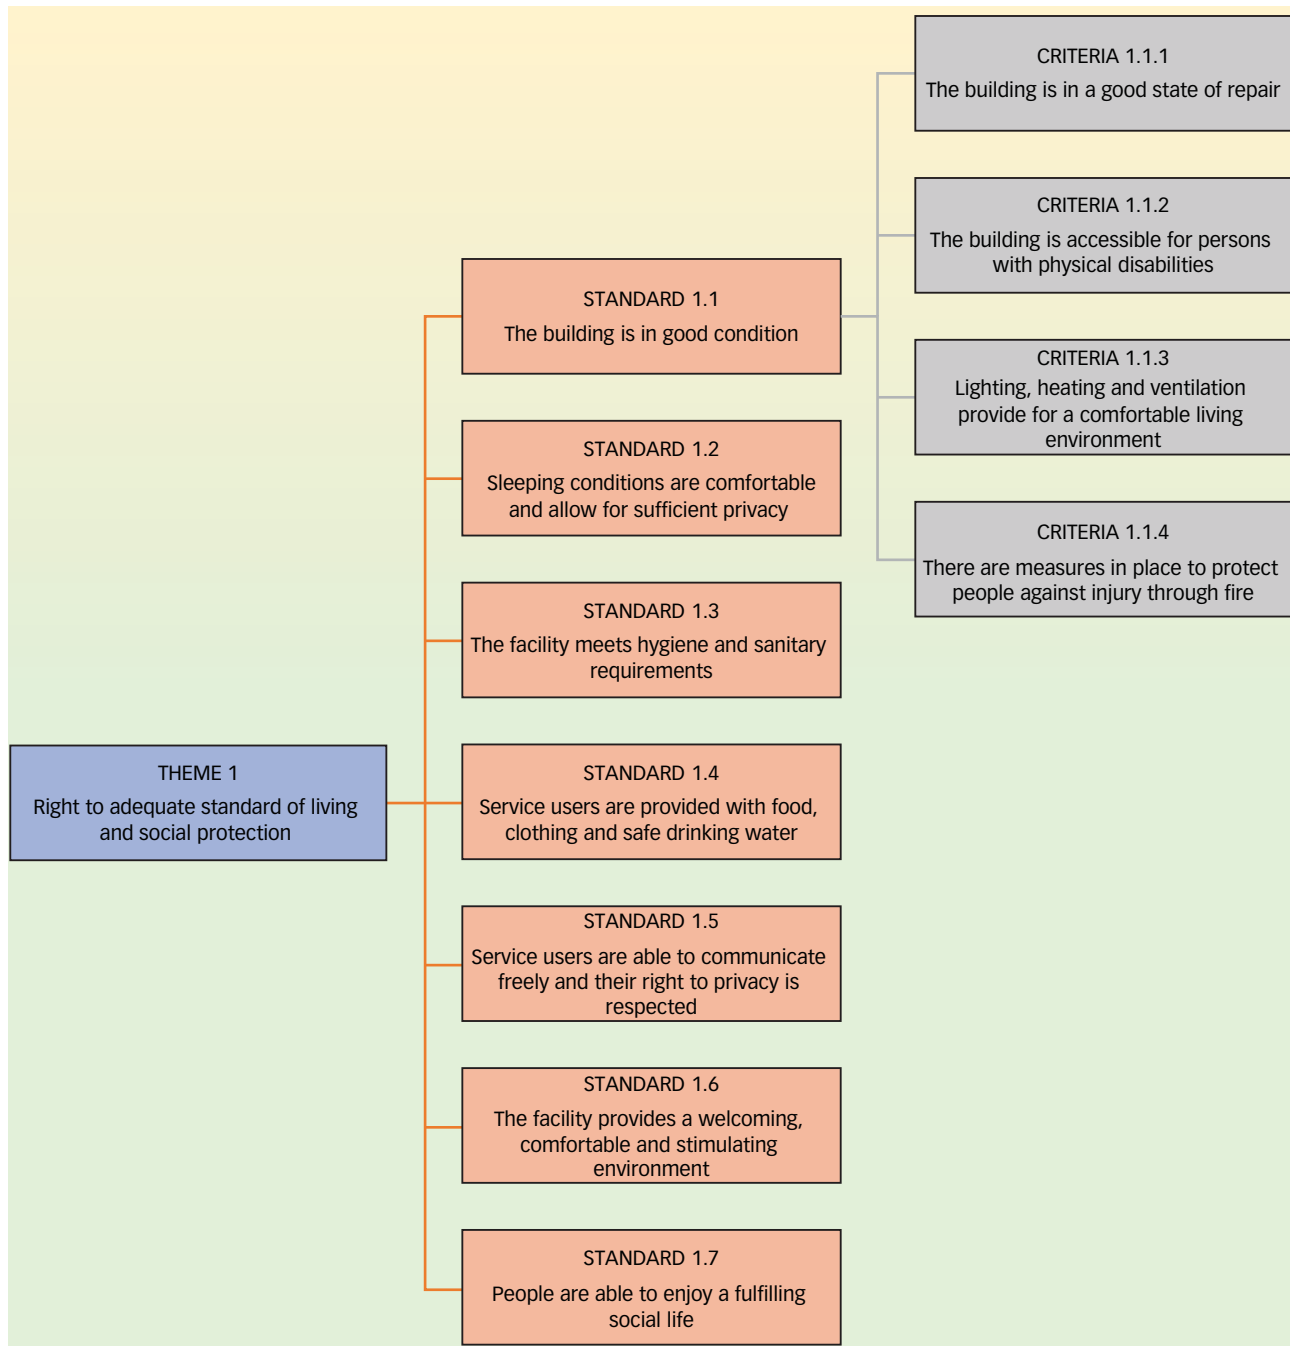 THEME 1
Right to adequate standard of living
and social protection
STANDARD 1.1
The building is in good condition
STANDARD 1.2
Sleeping conditions are comfortable
and allow for sufficient privacy
STANDARD 1.3
The facility meets hygiene and sanitary
requirements
STANDARD 1.4
Service users are provided with food,
clothing and safe drinking water
STANDARD 1.5
Service users are able to communicate
freely and their right to privacy is
respected
STANDARD 1.6
The facility provides a welcoming,
comfortable and stimulating
environment
STANDARD 1.7
People are able to enjoy a fulfilling
social life
CRITERIA 1.1.1
The building is in a good state of repair
CRITERIA 1.1.2
The building is accessible for persons
with physical disabilities
CRITERIA 1.1.3
Lighting, heating and ventilation
provide for a comfortable living
environment
CRITERIA 1.1.4
There are measures in place to protect
people against injury through fire